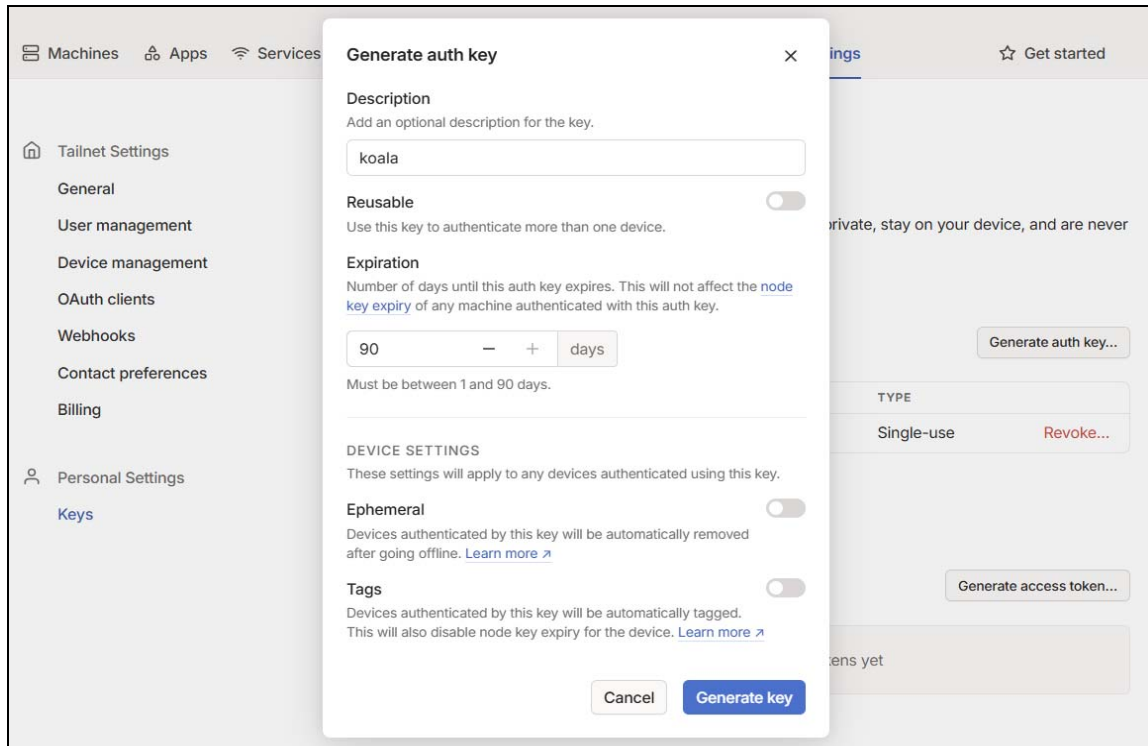 Machines
Apps
Services
ings
Get started
Tailnet Settings
General
User management
Device management
OAuth clients
Webhooks
Contact preferences
Billing
Personal Settings
Keys
Generate auth key
Description
Add an optional description for the key.
koala
Reusable
Use this key to authenticate more than one device.
Expiration
Number of days until this auth key expires. This will not affect the node
key expiry of any machine authenticated with this auth key.
90 − + days
Must be between 1 and 90 days.
DEVICE SETTINGS
These settings will apply to any devices authenticated using this key.
Ephemeral
Devices authenticated by this key will be automatically removed
after going offline. Learn more ↗
Tags
Devices authenticated by this key will be automatically tagged.
This will also disable node key expiry for the device. Learn more ↗
Cancel
Generate key
private, stay on your device, and are never
Generate auth key...
TYPE
Single-use
Revoke...
Generate access token...
kens yet